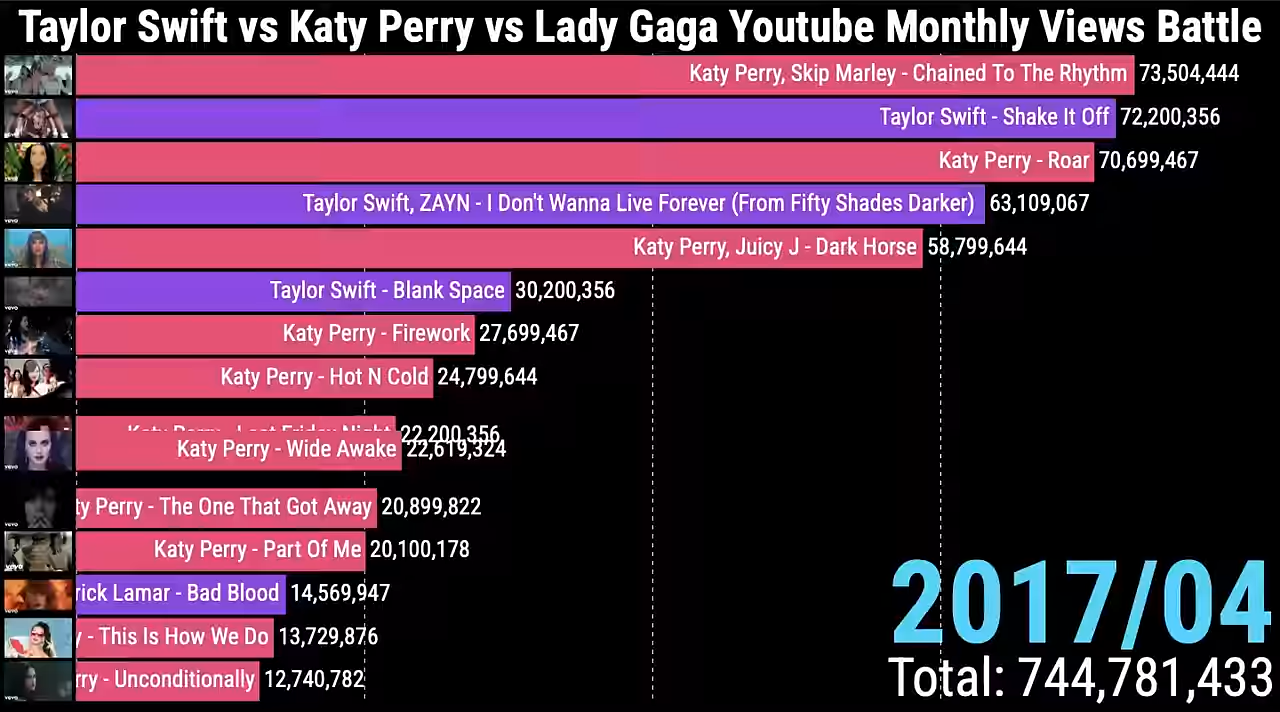 Taylor Swift vs Katy Perry vs Lady Gaga Youtube Monthly Views Battle
Katy Perry, Skip Marley - Chained To The Rhythm 73,504,444
Taylor Swift - Shake It Off 72,200,356
Katy Perry - Roar 70,699,467
Taylor Swift, ZAYN - I Don't Wanna Live Forever (From Fifty Shades Darker) 63,109,067
Katy Perry, Juicy J - Dark Horse 58,799,644
Taylor Swift - Blank Space 30,200,356
Katy Perry - Firework 27,699,467
Katy Perry - Hot N Cold 24,799,644
Katy Perry - Last Friday Night 22,200,356
Katy Perry - Wide Awake 22,619,324
ty Perry - The One That Got Away 20,899,822
Katy Perry - Part Of Me 20,100,178
rick Lamar - Bad Blood 14,569,947
y - This Is How We Do 13,729,876
rry - Unconditionally 12,740,782
2017/04
Total: 744,781,433